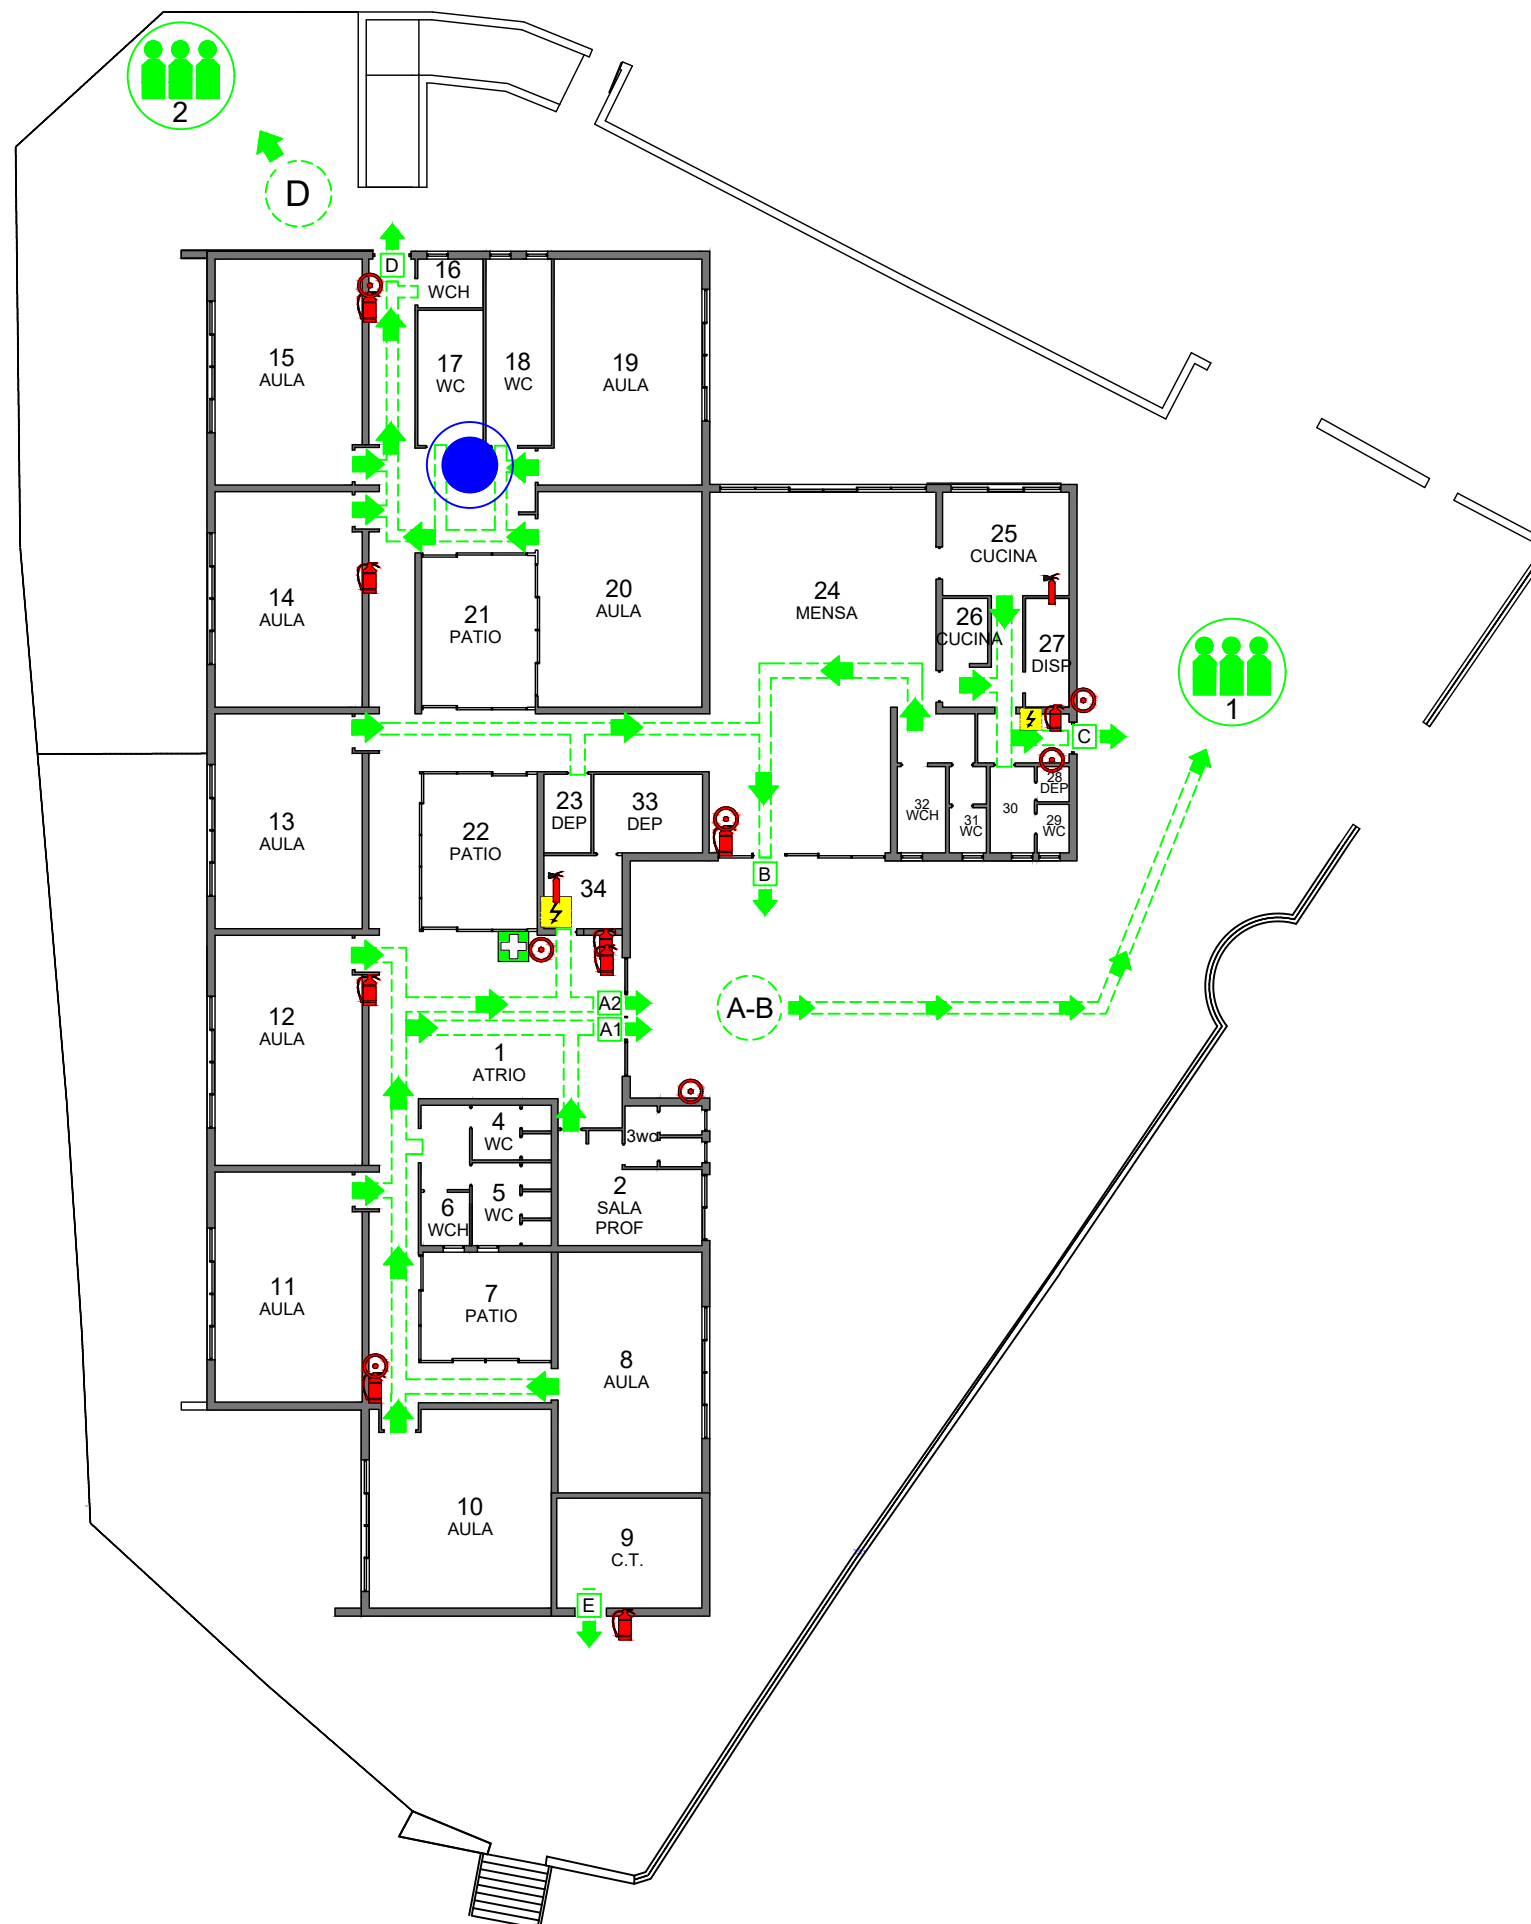 2
D
D
16
WCH
15
AULA
17
WC
18
WC
19
AULA
25
CUCINA
14
AULA
21
PATIO
20
AULA
24
MENSA
26
CUCINA
27
DISP
1
C
13
AULA
22
PATIO
23
DEP
33
DEP
32
WCH
31
WC
30
28
DEP
29
WC
B
34
12
AULA
A2
A1
A-B
1
ATRIO
4
WC
3wc
5
WC
6
WCH
2
SALA
PROF
11
AULA
7
PATIO
8
AULA
10
AULA
9
C.T.
E